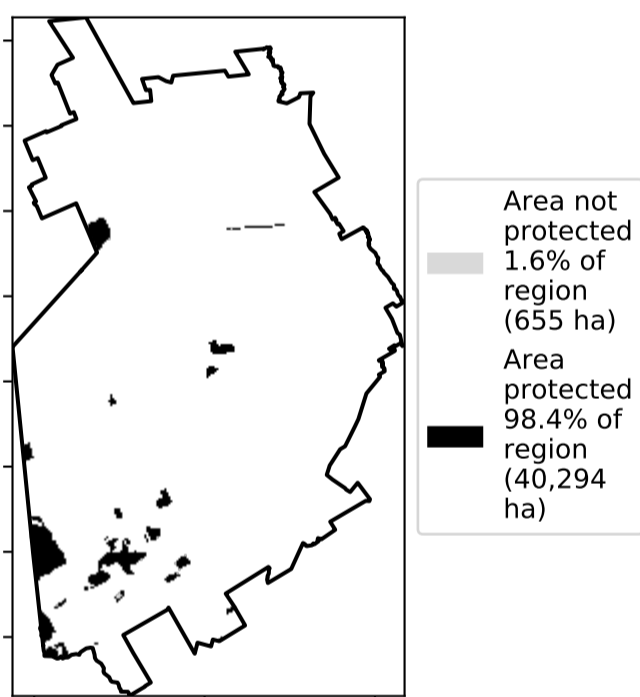 Area not
protected
1.6% of
region
(655 ha)
Area
protected
98.4% of
region
(40,294
ha)